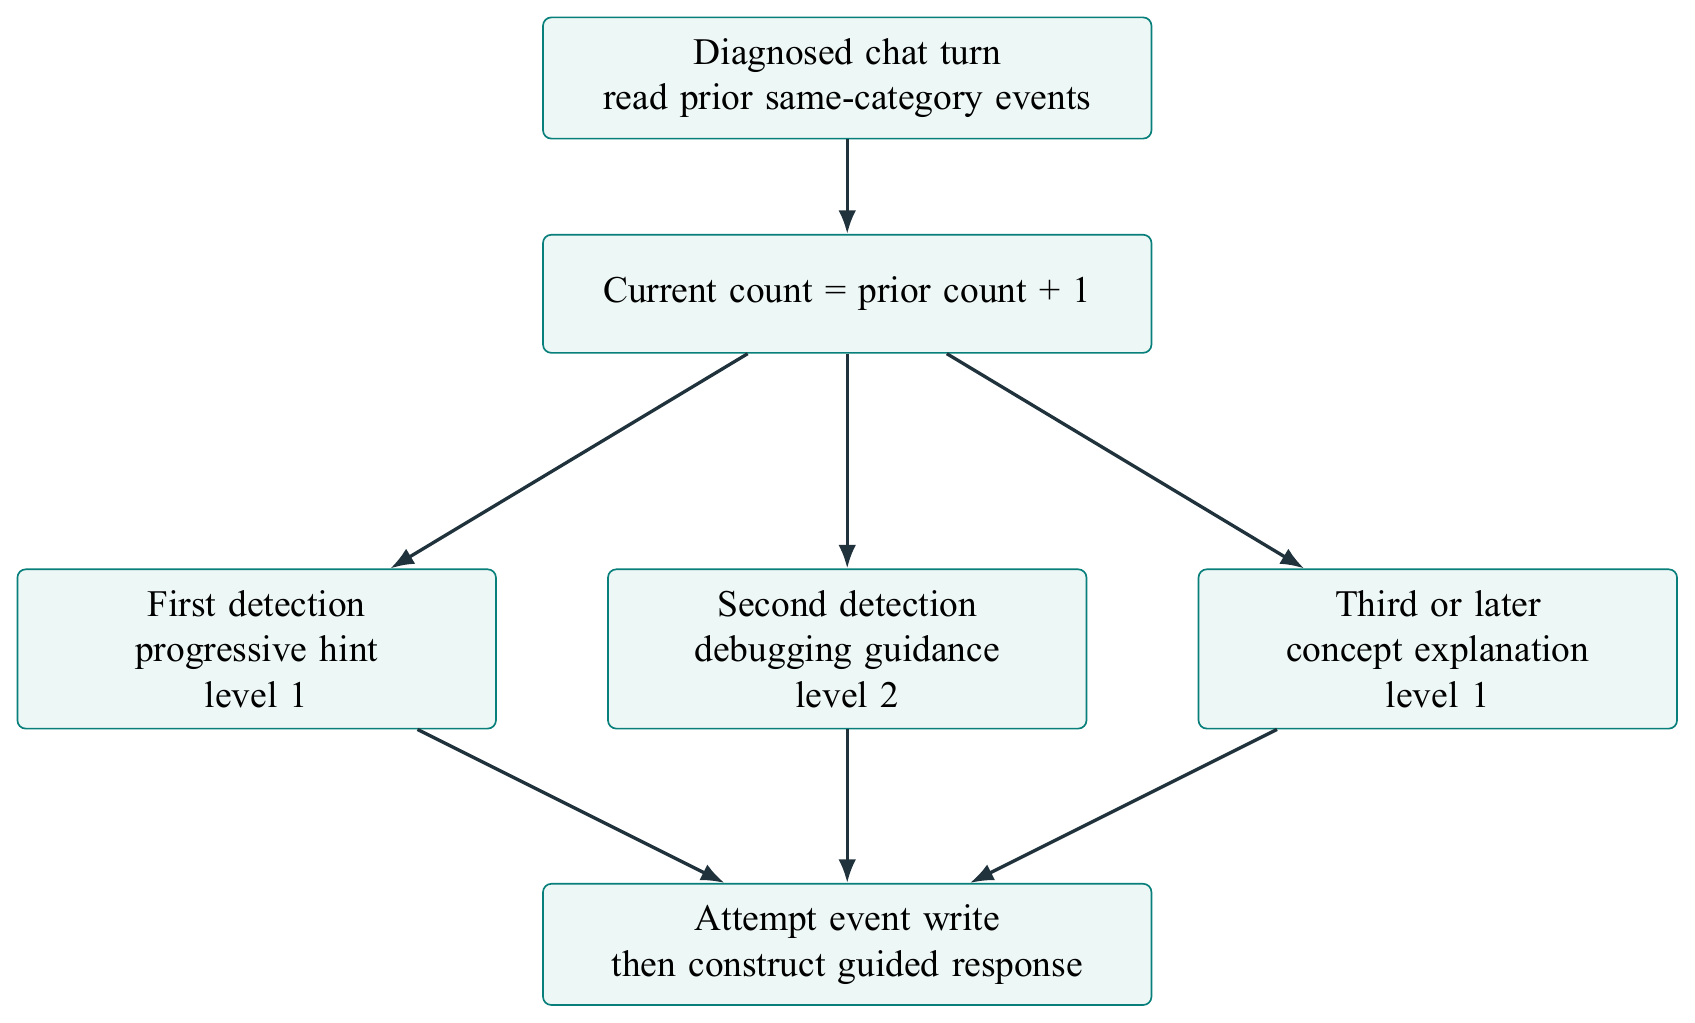 Diagnosed chat turn
read prior same-category events
Current count = prior count + 1
First detection
progressive hint
level 1
Second detection
debugging guidance
level 2
Third or later
concept explanation
level 1
Attempt event write
then construct guided response